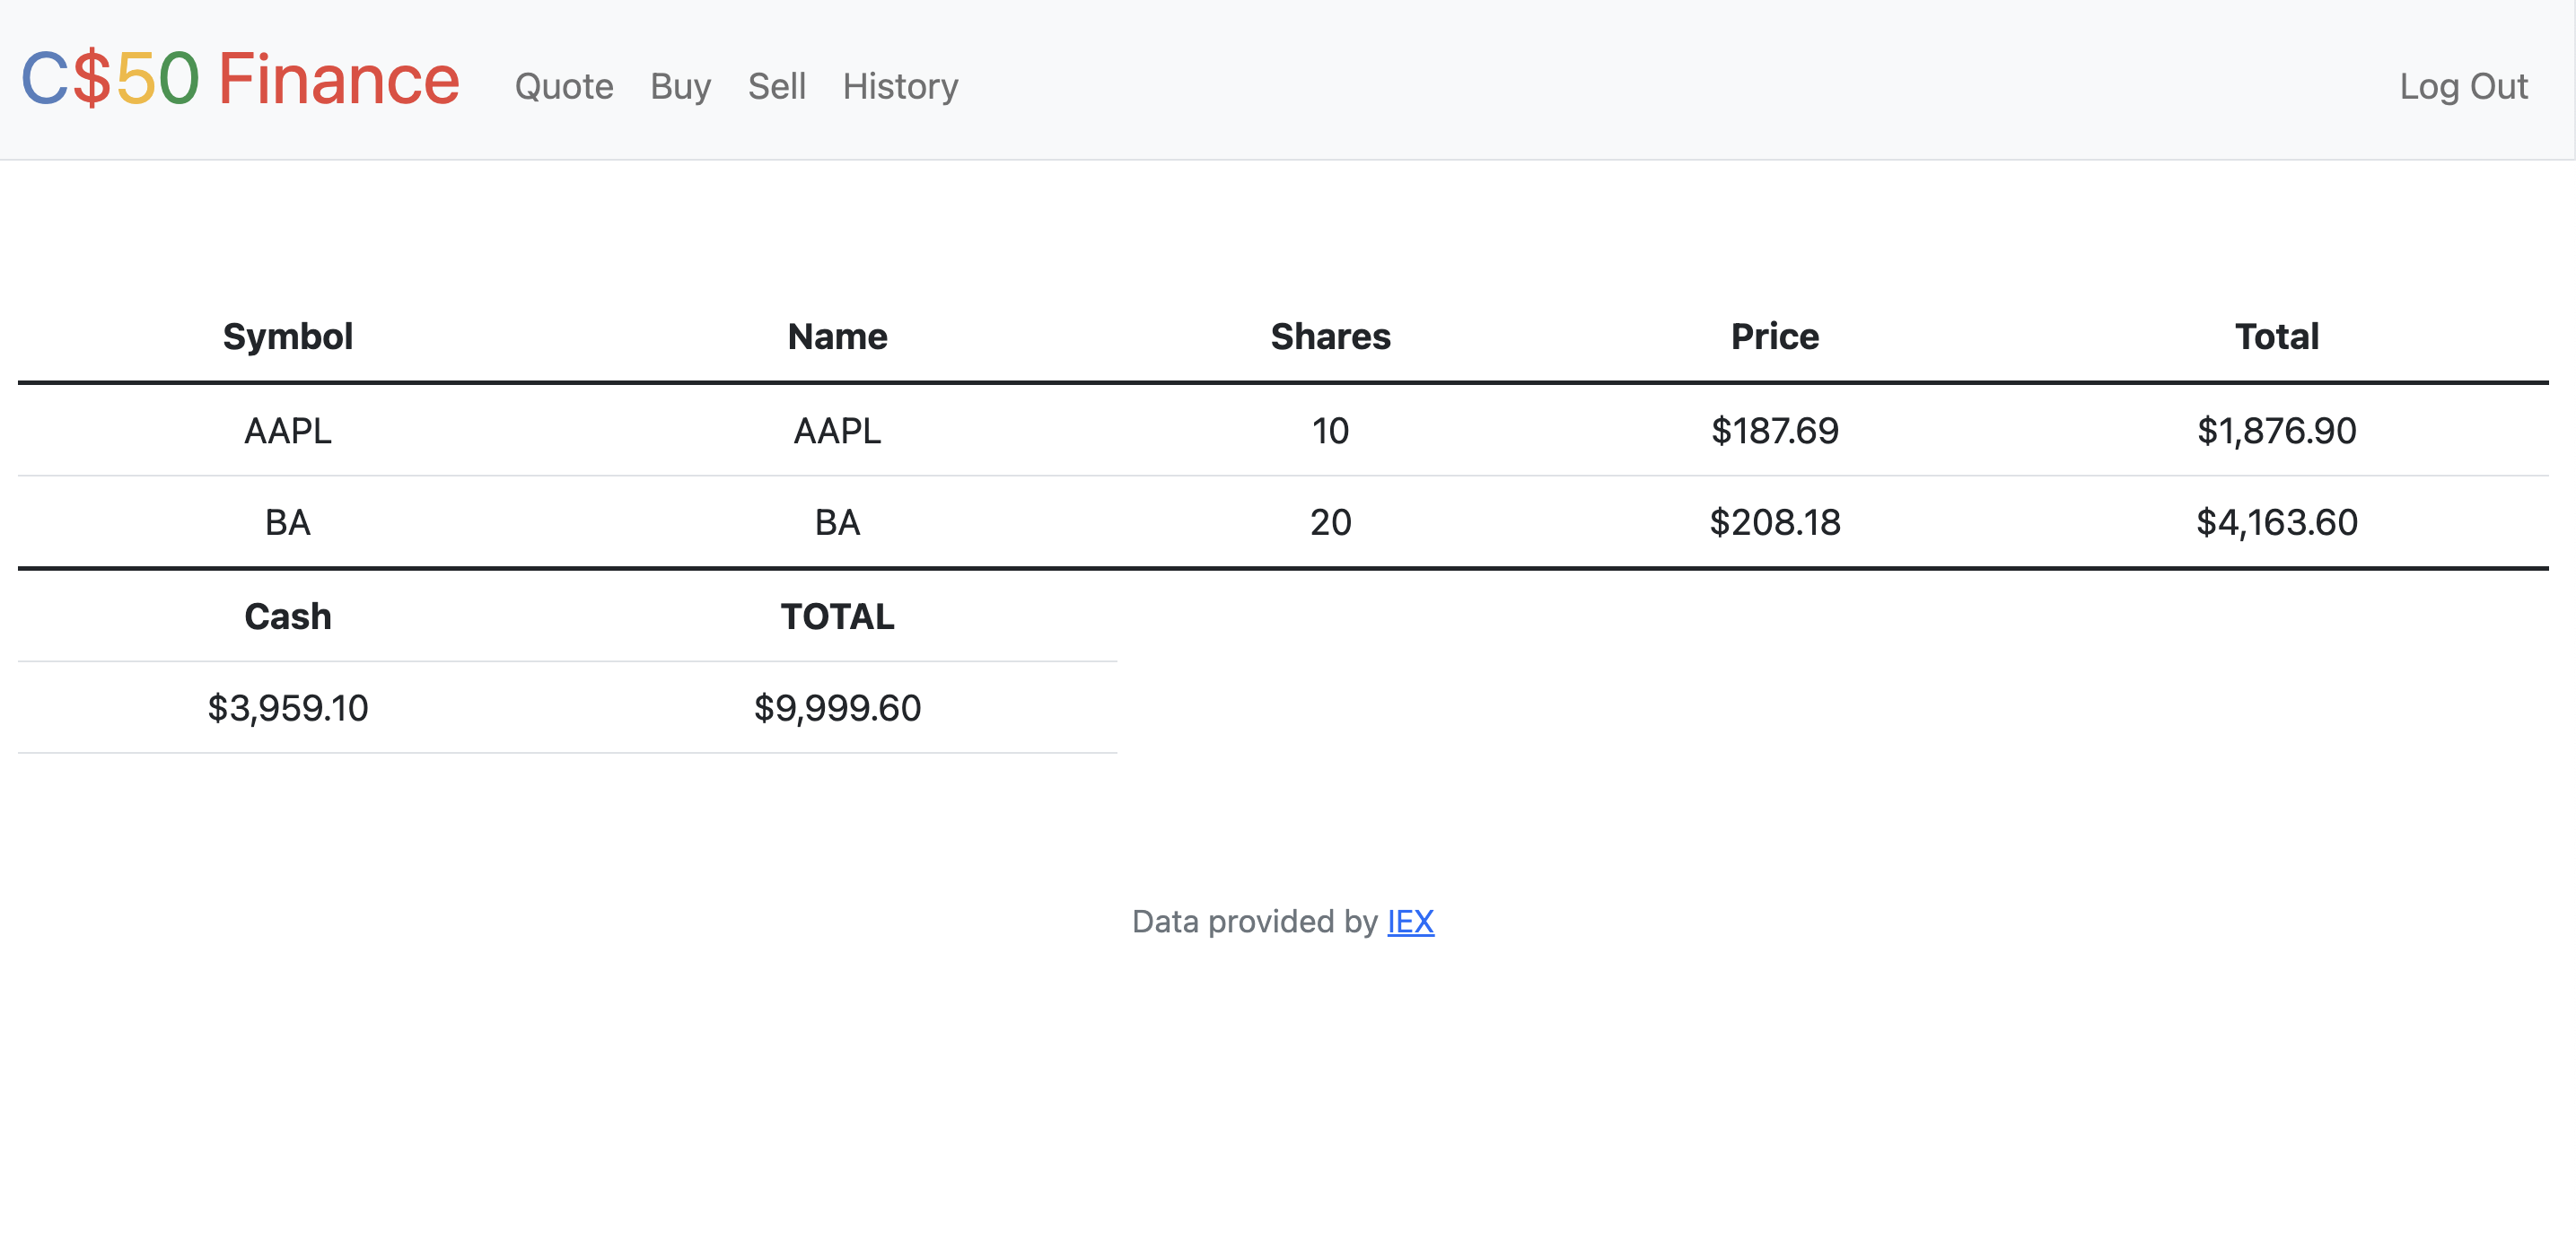 C$50 Finance Quote Buy Sell History Log Out
Symbol Name Shares Price Total
AAPL AAPL 10 $187.69 $1,876.90
BA BA 20 $208.18 $4,163.60
Cash TOTAL
$3,959.10 $9,999.60
Data provided by IEX